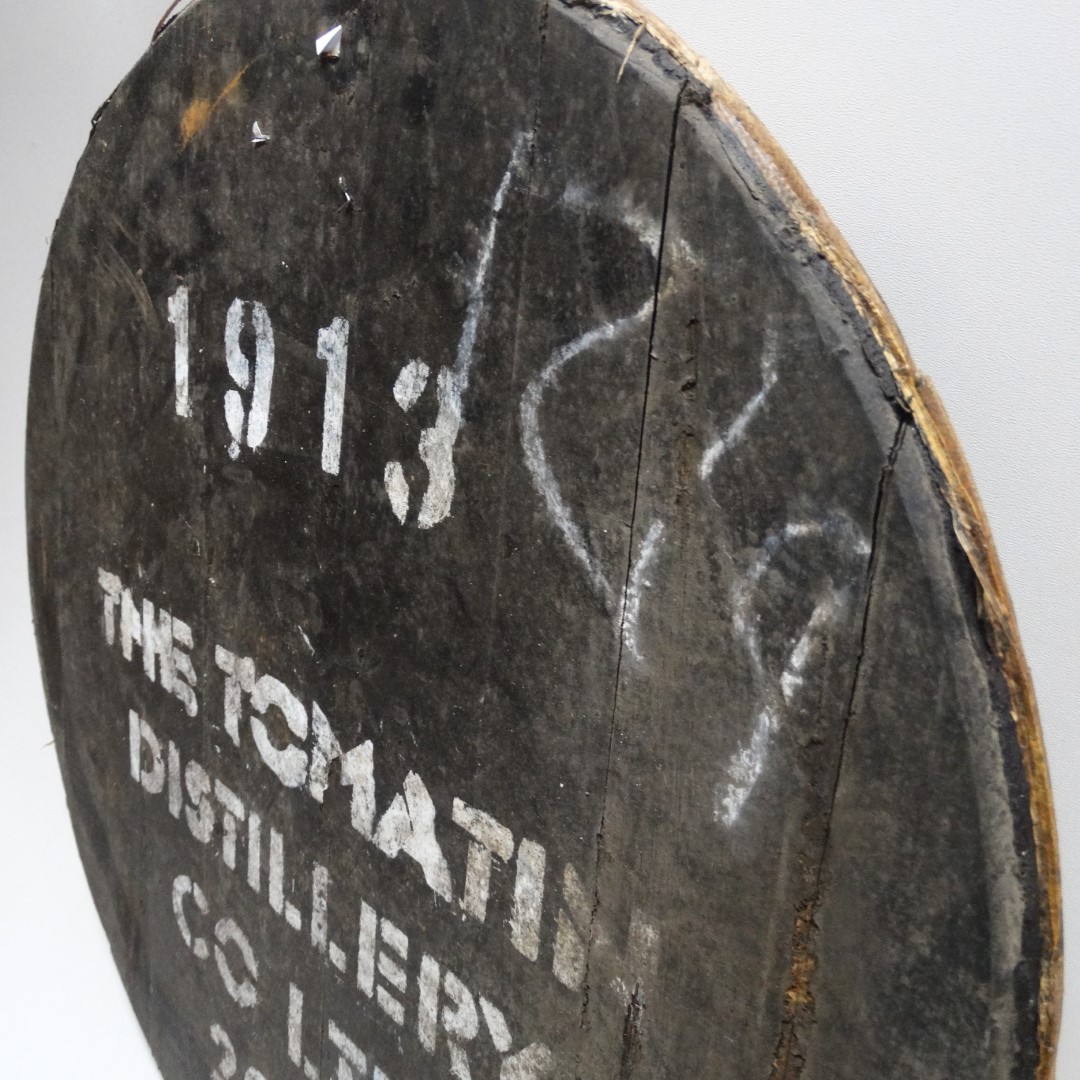 1913
THE TOMATIN
DISTILLERY
CO LTD